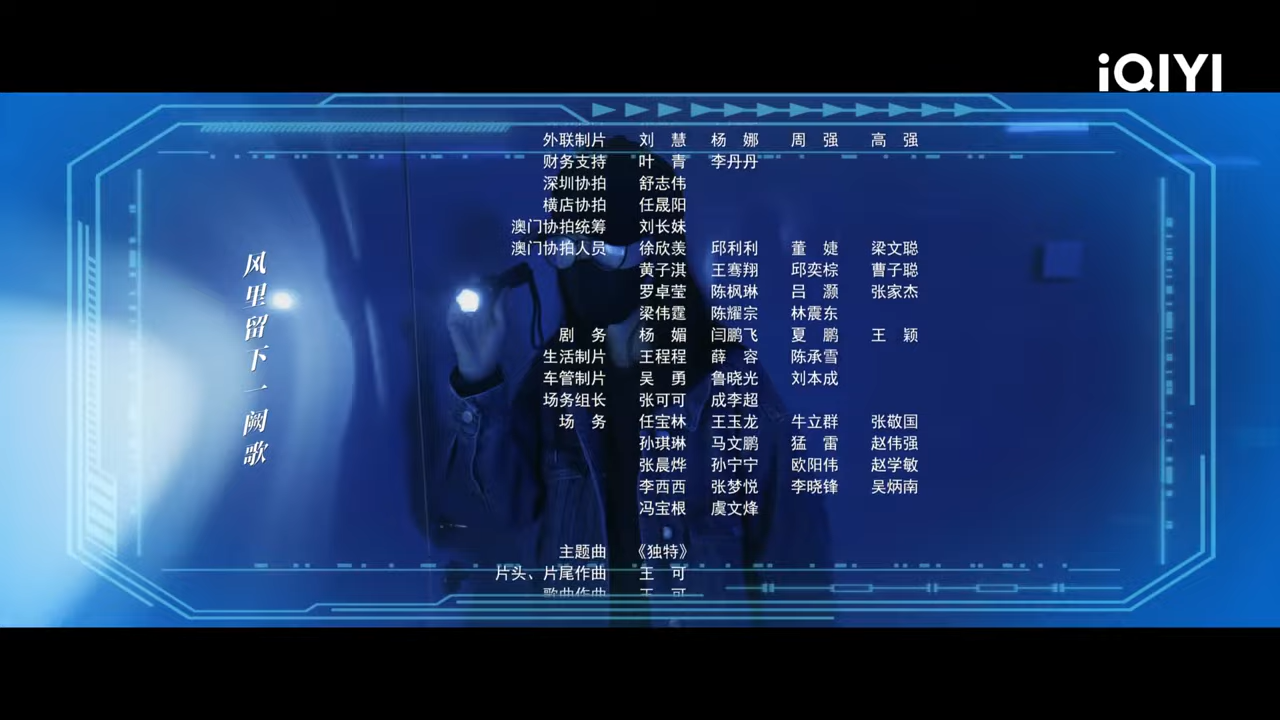 iQIYI
外联制片 刘 慧 杨 娜 周 强 高 强
财务支持 叶 青 李丹丹
深圳协拍 舒志伟
横店协拍 任晟阳
澳门协拍统筹 刘长妹
澳门协拍人员 徐欣羡 邱利利 董 婕 梁文聪
黄子淇 王骞翔 邱奕棕 曹子聪
罗卓莹 陈枫琳 吕 灏 张家杰
梁伟霆 陈耀宗 林震东
剧 务 杨 媚 闫鹏飞 夏 鹏 王 颖
生活制片 王程程 薛 容 陈承雪
车管制片 吴 勇 鲁晓光 刘本成
场务组长 张可可 成李超
场 务 任宝林 王玉龙 牛立群 张敬国
孙琪琳 马文鹏 猛 雷 赵伟强
张晨烨 孙宁宁 欧阳伟 赵学敏
李西西 张梦悦 李晓锋 吴炳南
冯宝根 虞文烽
主题曲 《独特》
片头、片尾作曲 王 可
歌曲作曲 王 可
风里留下一阙歌